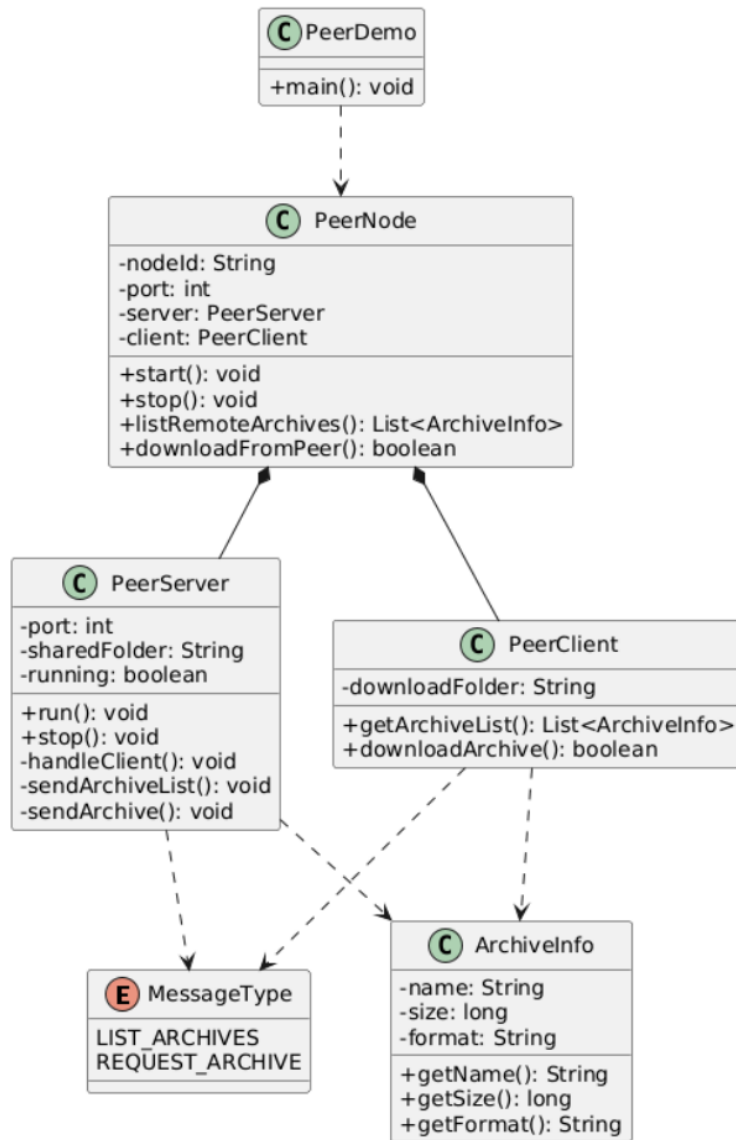 C PeerDemo
+main(): void
C PeerNode
-nodeId: String
-port: int
-server: PeerServer
-client: PeerClient
+start(): void
+stop(): void
+listRemoteArchives(): List<ArchiveInfo>
+downloadFromPeer(): boolean
C PeerServer
-port: int
-sharedFolder: String
-running: boolean
+run(): void
+stop(): void
-handleClient(): void
-sendArchiveList(): void
-sendArchive(): void
C PeerClient
-downloadFolder: String
+getArchiveList(): List<ArchiveInfo>
+downloadArchive(): boolean
E MessageType
LIST_ARCHIVES
REQUEST_ARCHIVE
C ArchiveInfo
-name: String
-size: long
-format: String
+getName(): String
+getSize(): long
+getFormat(): String